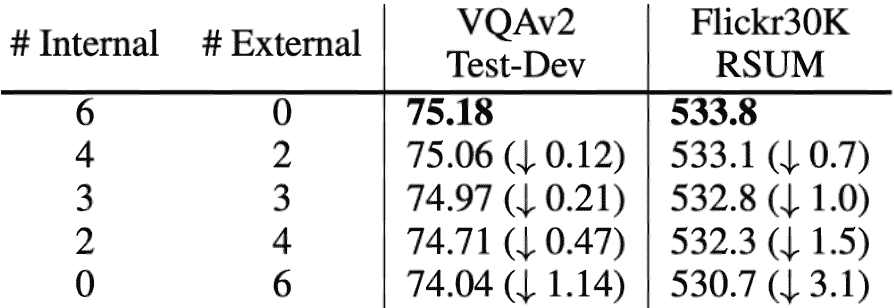 # Internal # External VQAv2 Test-Dev Flickr30K RSUM
6 0 75.18 533.8
4 2 75.06 (↓ 0.12) 533.1 (↓ 0.7)
3 3 74.97 (↓ 0.21) 532.8 (↓ 1.0)
2 4 74.71 (↓ 0.47) 532.3 (↓ 1.5)
0 6 74.04 (↓ 1.14) 530.7 (↓ 3.1)